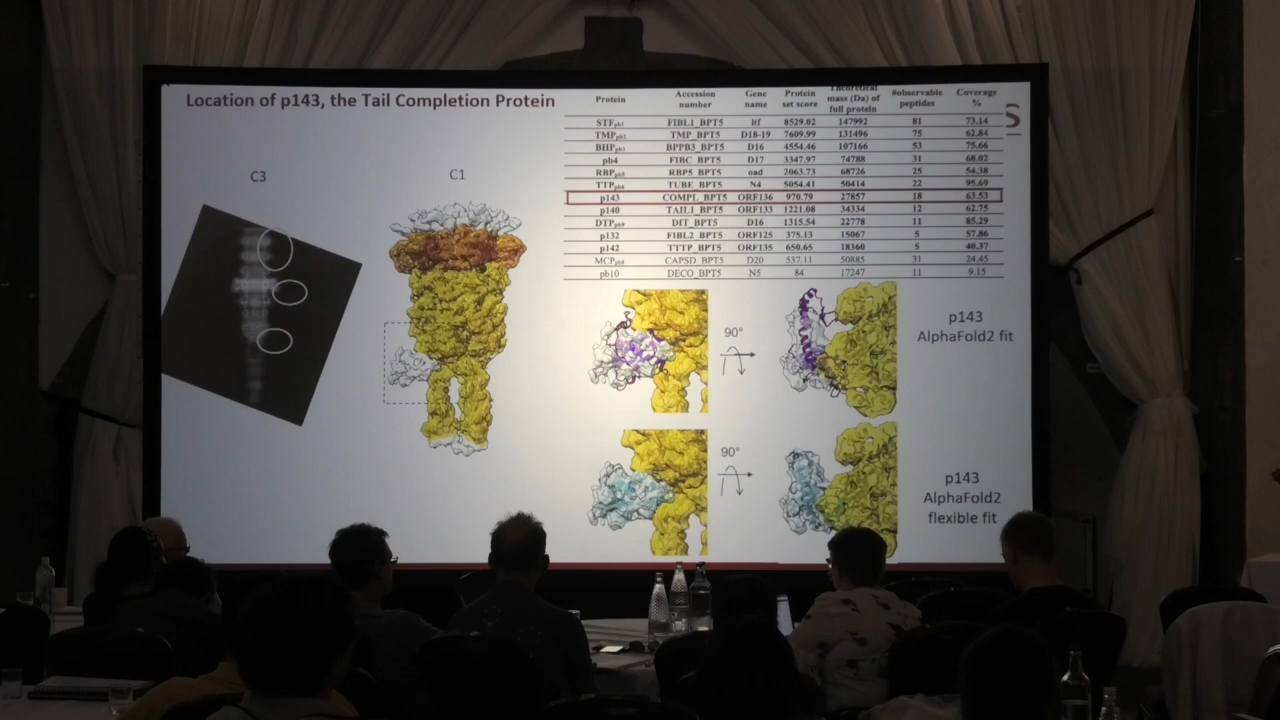 Location of p143, the Tail Completion Protein
C3
C1
Protein Accession number Gene name Protein set score Theoretical mass (Da) of full protein #observable peptides Coverage %
STFpb1 FIBL1_BPT5 ltf 8529.02 147992 81 73.14
TMPpb2 TMP_BPT5 D18-19 7609.99 131496 75 62.84
BHPpb3 BPPB3_BPT5 D16 4554.46 107166 53 75.66
pb4 FIBC_BPT5 D17 3347.97 74788 31 68.02
RBPpb5 RBP5_BPT5 oad 2063.73 68726 25 54.38
TTPpb6 TUBE_BPT5 N4 5054.41 50414 22 95.69
p143 COMPL_BPT5 ORF136 970.79 27857 18 63.53
p140 TAIL1_BPT5 ORF133 1221.08 34334 12 62.75
DTPpb9 DIT_BPT5 D16 1315.54 22778 11 85.29
p132 FIBL2_BPT5 ORF125 375.13 15067 5 57.86
p142 TTTP_BPT5 ORF135 650.65 18360 5 40.37
MCPpb8 CAPSD_BPT5 D20 537.11 50885 31 24.45
pb10 DECO_BPT5 N5 84 17247 11 9.15
S
90°
p143
AlphaFold2 fit
90°
p143
AlphaFold2
flexible fit